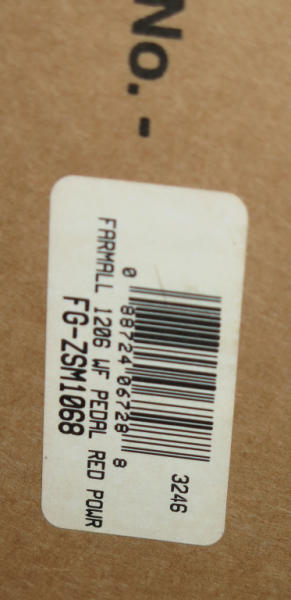 No. -
3246
0 88724 06728 8
FARMALL 1206 WF PEDAL RED POWR
FG-ZSM1068